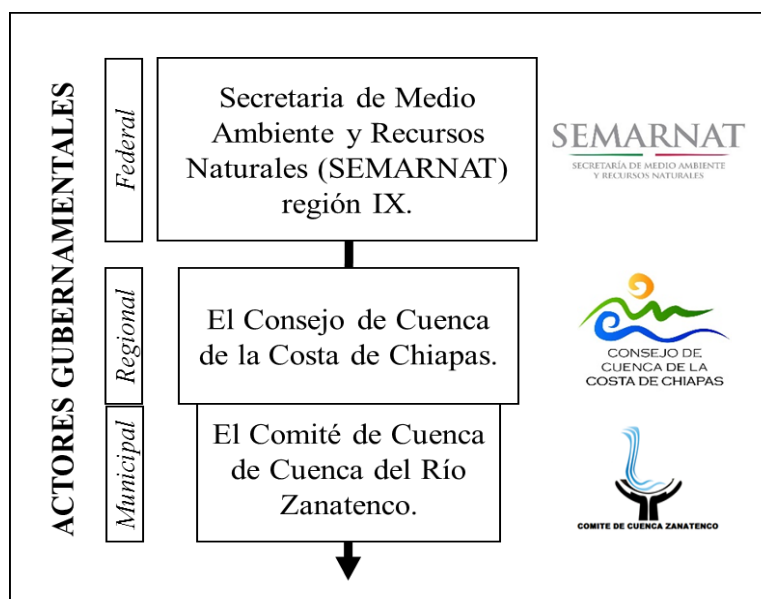 ACTORES GUBERNAMENTALES
Federal
Secretaria de Medio
Ambiente y Recursos
Naturales (SEMARNAT)
región IX.
SEMARNAT
SECRETARÍA DE MEDIO AMBIENTE
Y RECURSOS NATURALES
Regional
El Consejo de Cuenca
de la Costa de Chiapas.
CONSEJO DE
CUENCA DE LA
COSTA DE CHIAPAS
Municipal
El Comité de Cuenca
de Cuenca del Río
Zanatenco.
COMITE DE CUENCA ZANATENCO